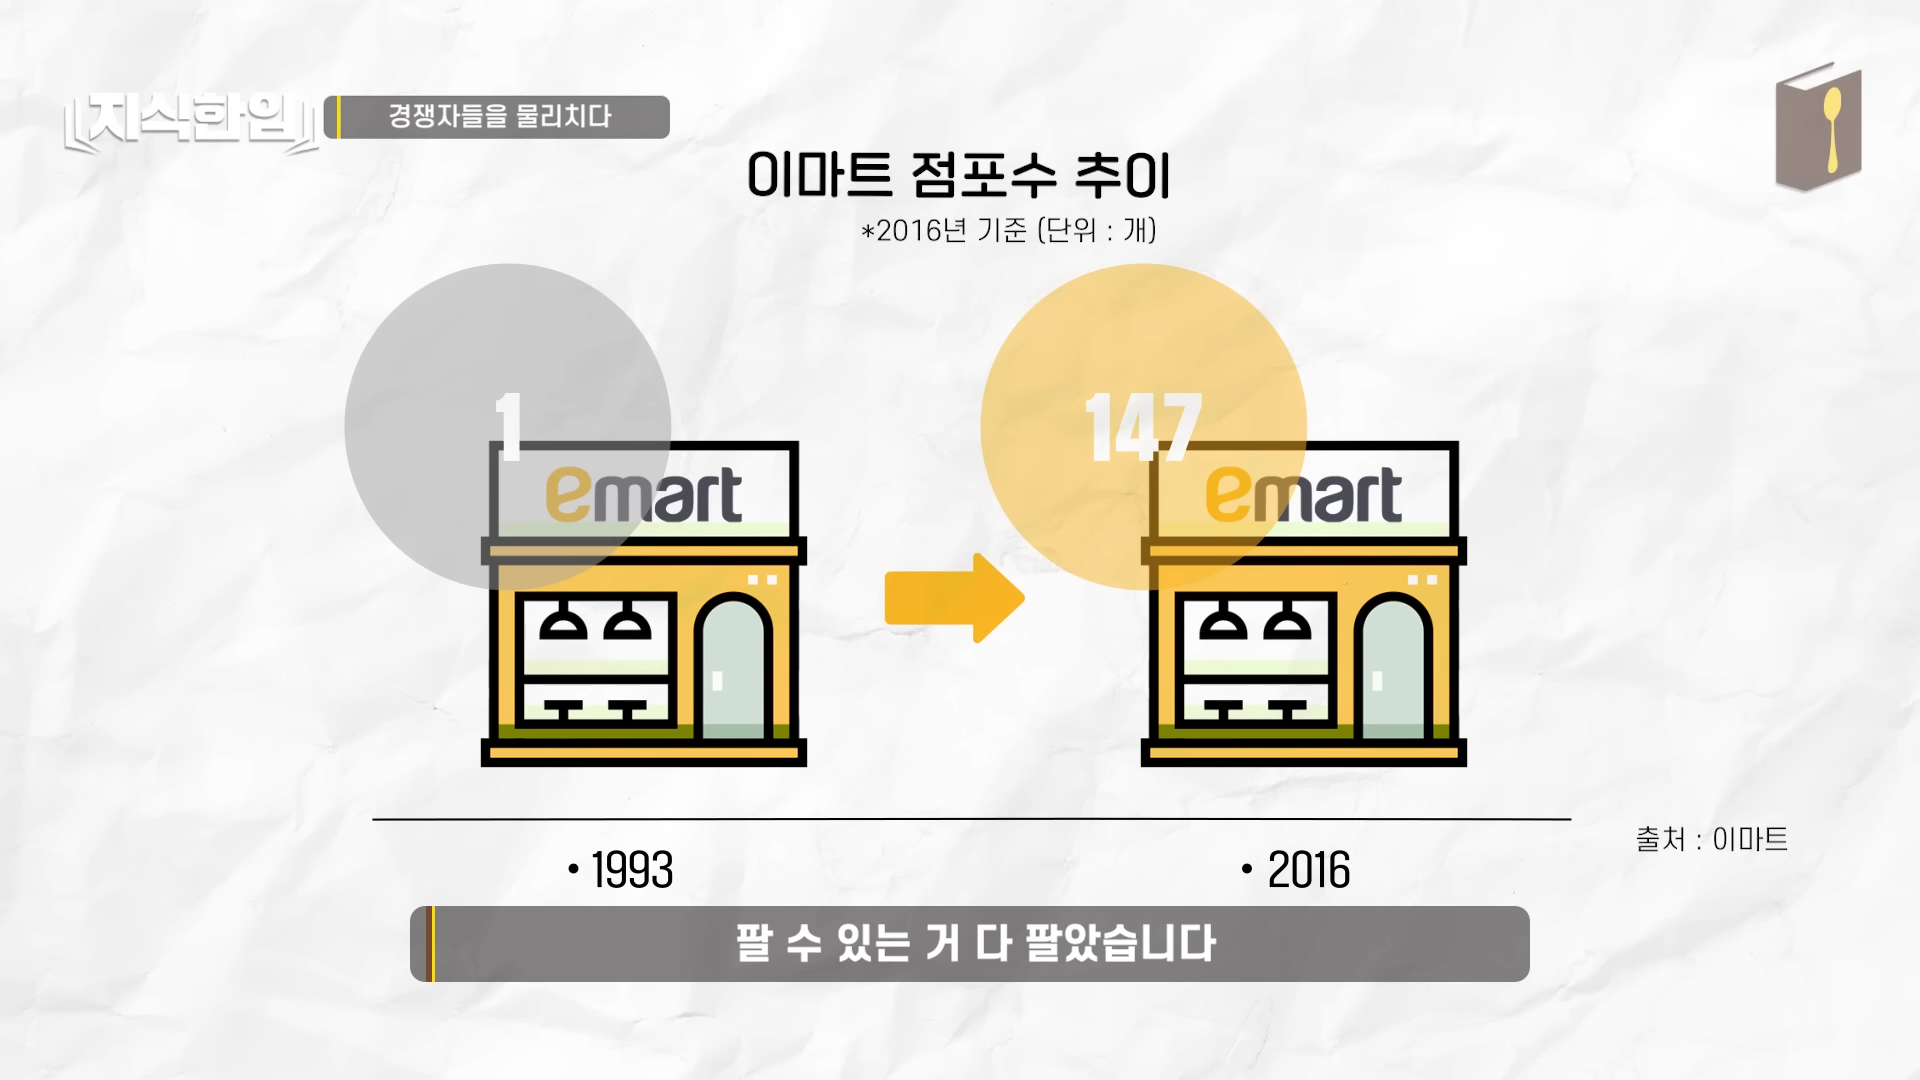 지식한입
경쟁자들을 물리치다
이마트 점포수 추이
*2016년 기준 (단위 : 개)
1
147
emart
emart
출처 : 이마트
• 1993
• 2016
팔 수 있는 거 다 팔았습니다